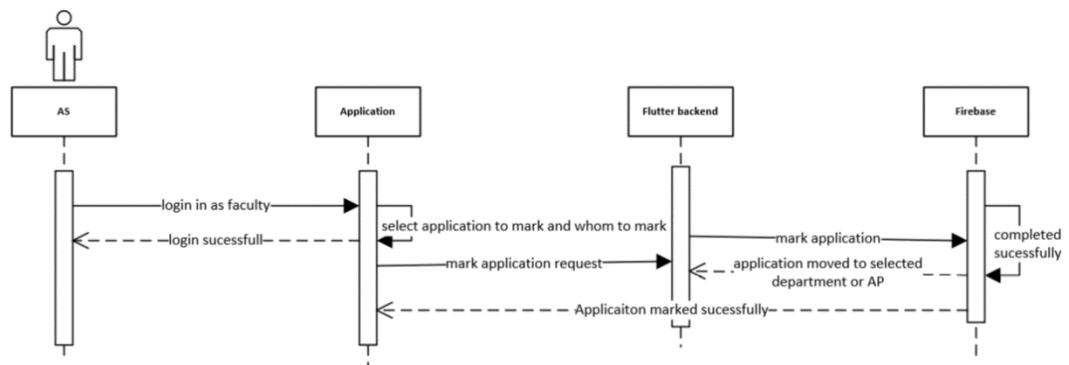 AS
Application
Flutter backend
Firebase
login in as faculty
select application to mark and whom to mark
login sucessfull
mark application
completed
sucessfully
mark application request
application moved to selected
department or AP
Applicaiton marked sucessfully